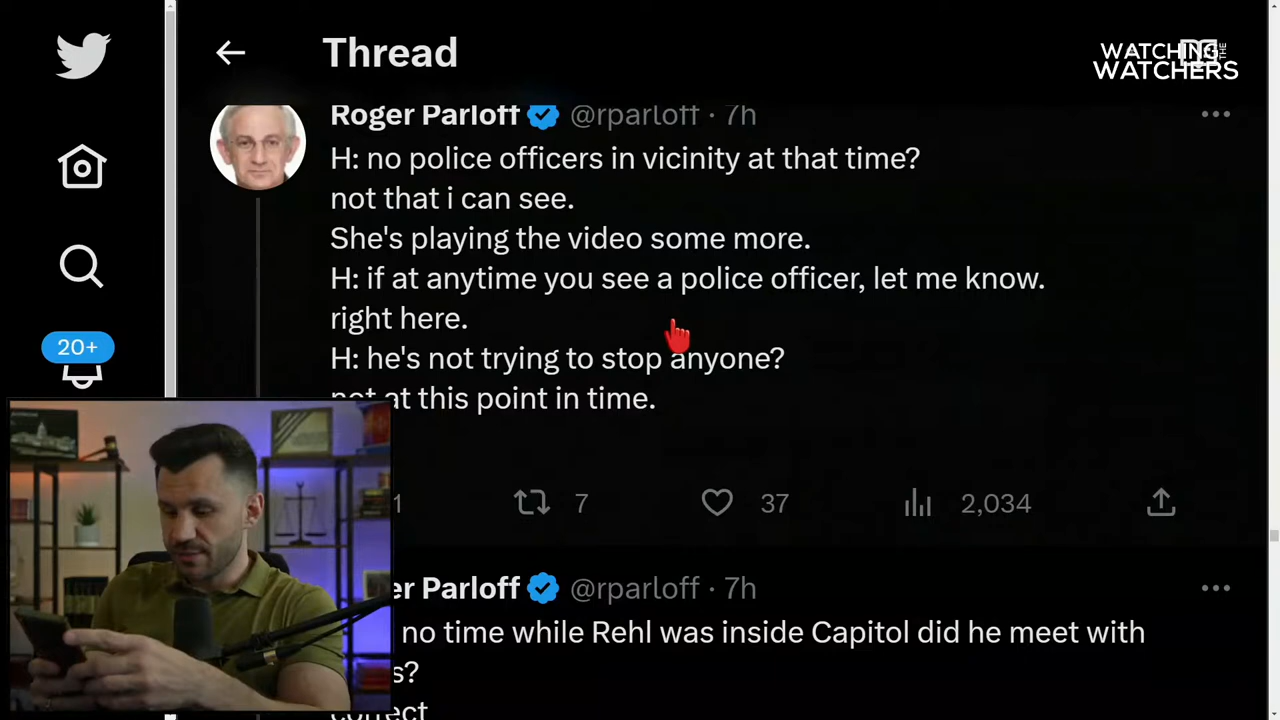 Thread
WATCHING THE
WATCHERS
Roger Parloff @rparloff · 7h
H: no police officers in vicinity at that time?
not that i can see.
She's playing the video some more.
H: if at anytime you see a police officer, let me know.
right here.
H: he's not trying to stop anyone?
not at this point in time.
20+
1 7 37 2,034
er Parloff @rparloff · 7h
no time while Rehl was inside Capitol did he meet with
s?
correct